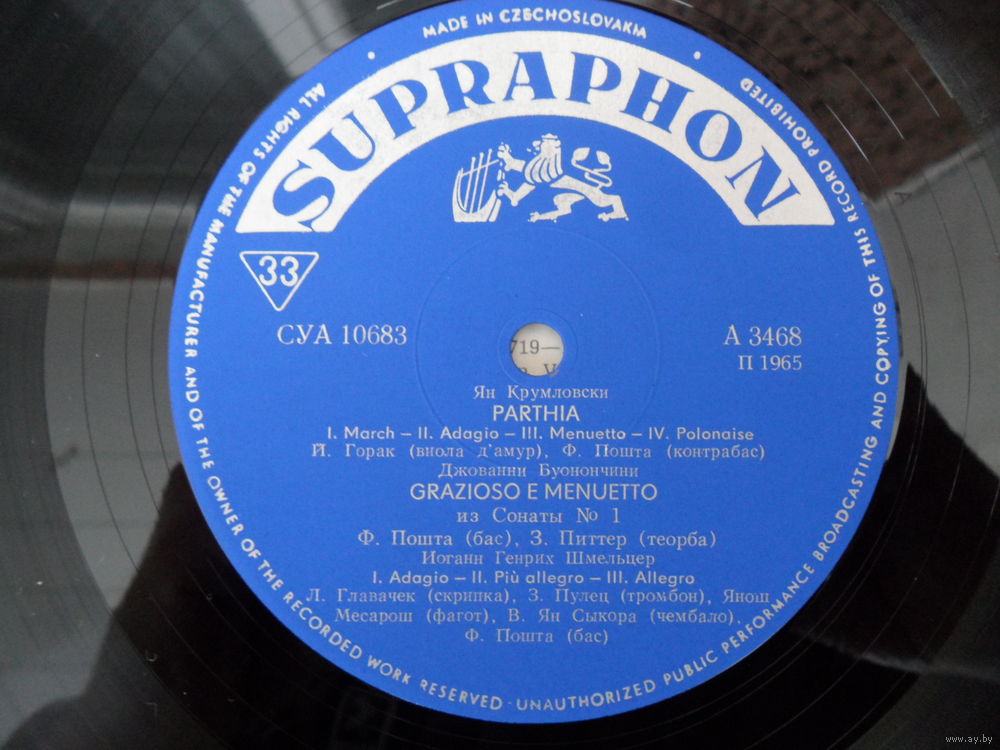 MADE IN CZECHOSLOVAKIA
ALL RIGHTS OF THE MANUFACTURER AND OF THE OWNER OF THE RECORDED WORK RESERVED - UNAUTHORIZED PUBLIC PERFORMANCE BROADCASTING AND COPYING OF THIS RECORD PROHIBITED
SUPRAPHON
33
СУА 10683
А 3468
П 1965
719—
Ян Крумловски
PARTHIA
I. March – II. Adagio – III. Menuetto – IV. Polonaise
Й. Горак (виола д'амур), Ф. Пошта (контрабас)
Джованни Буонончини
GRAZIOSO E MENUETTO
из Сонаты № 1
Ф. Пошта (бас), З. Питтер (теорба)
Иоганн Генрих Шмельцер
I. Adagio – II. Più allegro – III. Allegro
Л. Главачек (скрипка), З. Пулец (тромбон), Янош
Месарош (фагот), В. Ян Сыкора (чембало),
Ф. Пошта (бас)
www.ay.by